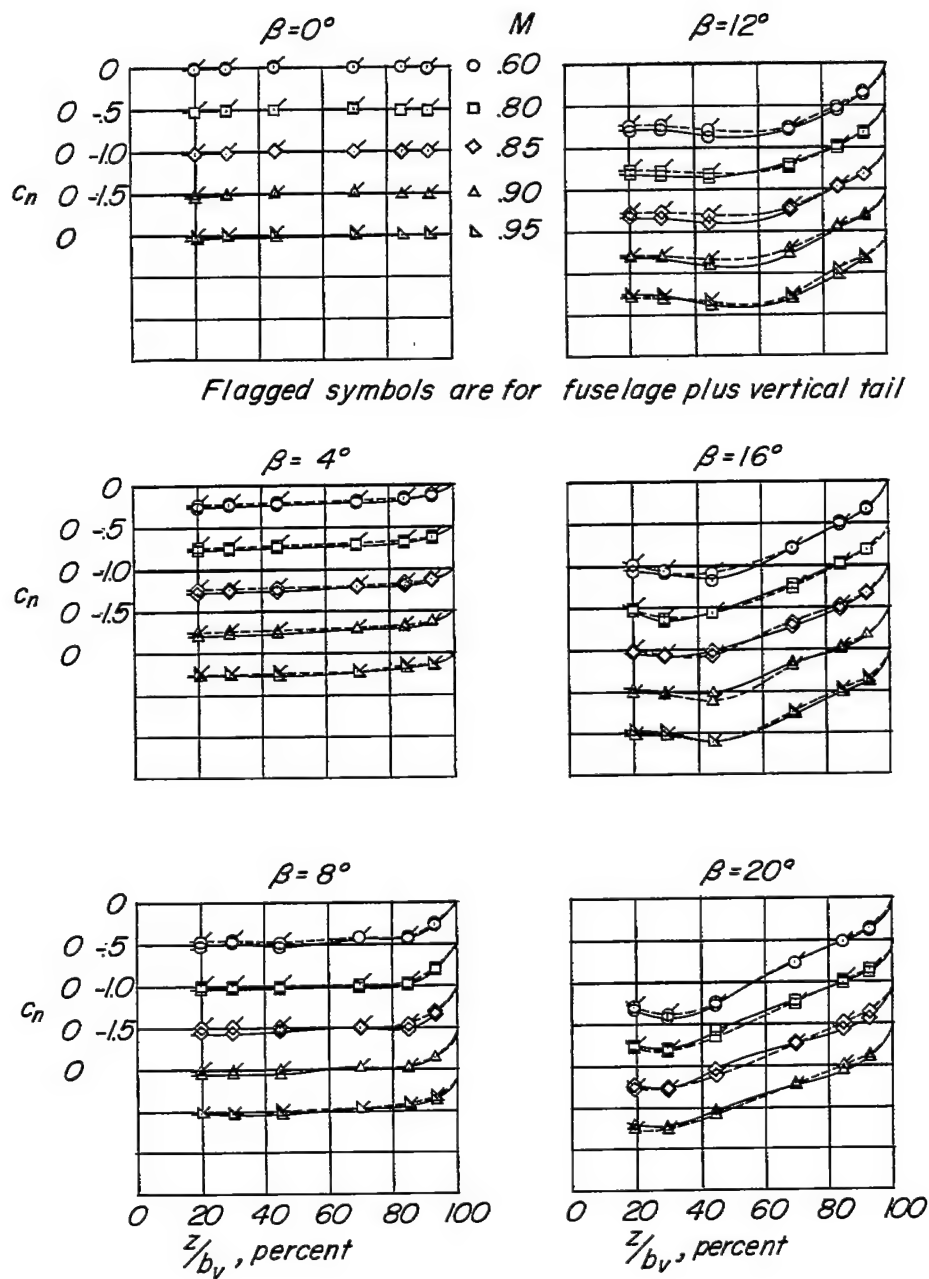 β=0° M β=12°
0 .60
0 -.5 .80
0 -1.0 .85
cn 0 -1.5 .90
0 .95
Flagged symbols are for fuselage plus vertical tail
β= 4° β=16°
0
0 -.5
0 -1.0
cn
0 -1.5
0
β= 8° β=20°
0
0 -.5
0 -1.0
cn
0 -1.5
0
0 20 40 60 80 100 0 20 40 60 80 100
z/bv, percent z/bv, percent